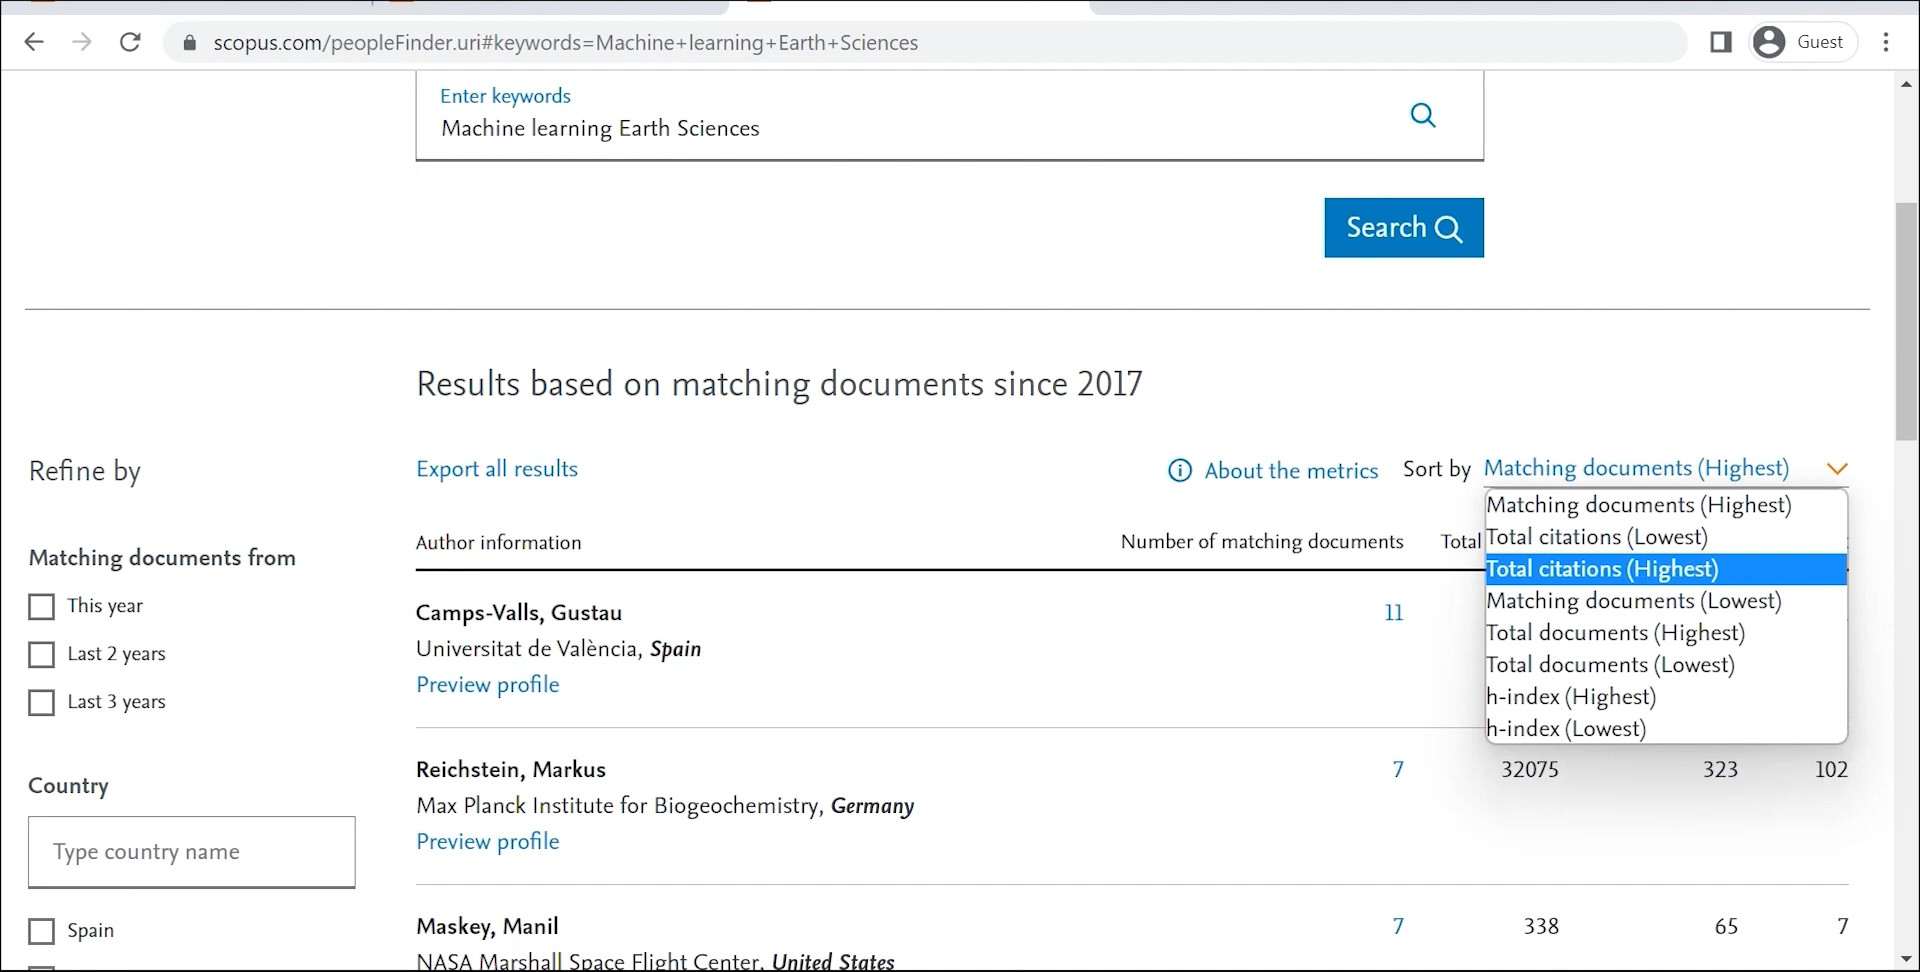 scopus.com/peopleFinder.uri#keywords=Machine+learning+Earth+Sciences
Guest
Enter keywords
Machine learning Earth Sciences
Search
Results based on matching documents since 2017
Refine by
Export all results
About the metrics
Sort by
Matching documents (Highest)
Matching documents (Highest)
Total citations (Lowest)
Total citations (Highest)
Matching documents (Lowest)
Total documents (Highest)
Total documents (Lowest)
h-index (Highest)
h-index (Lowest)
Author information
Number of matching documents
Total
Matching documents from
This year
Last 2 years
Last 3 years
Country
Type country name
Spain
Camps-Valls, Gustau
11
Universitat de València, Spain
Preview profile
Reichstein, Markus
7 32075 323 102
Max Planck Institute for Biogeochemistry, Germany
Preview profile
Maskey, Manil
7 338 65 7
NASA Marshall Space Flight Center, United States